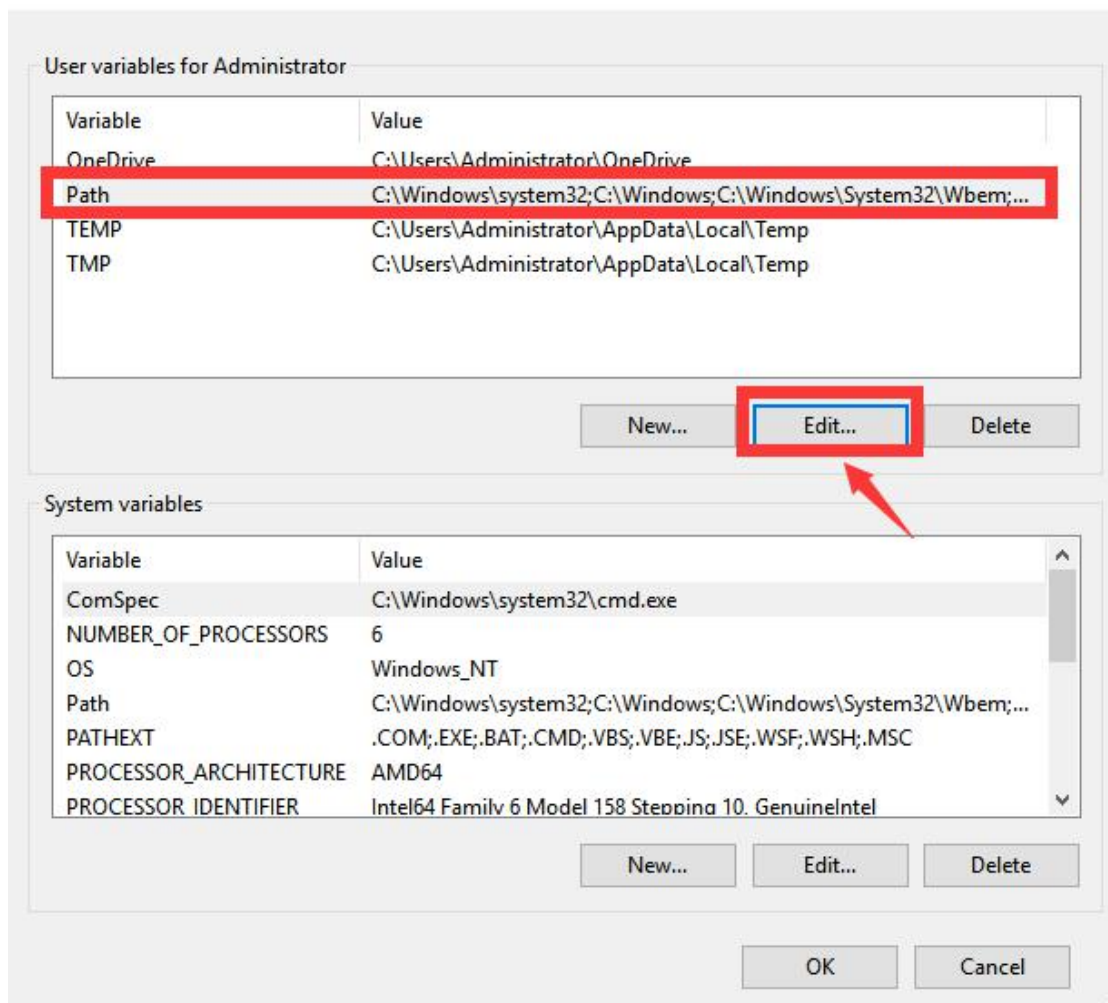 User variables for Administrator
Variable Value
OneDrive C:\Users\Administrator\OneDrive
Path C:\Windows\system32;C:\Windows;C:\Windows\System32\Wbem;...
TEMP C:\Users\Administrator\AppData\Local\Temp
TMP C:\Users\Administrator\AppData\Local\Temp
New... Edit... Delete
System variables
Variable Value
ComSpec C:\Windows\system32\cmd.exe
NUMBER_OF_PROCESSORS 6
OS Windows_NT
Path C:\Windows\system32;C:\Windows;C:\Windows\System32\Wbem;...
PATHEXT .COM;.EXE;.BAT;.CMD;.VBS;.VBE;.JS;.JSE;.WSF;.WSH;.MSC
PROCESSOR_ARCHITECTURE AMD64
PROCESSOR_IDENTIFIER Intel64 Family 6 Model 158 Stepping 10, GenuineIntel
New... Edit... Delete
OK Cancel